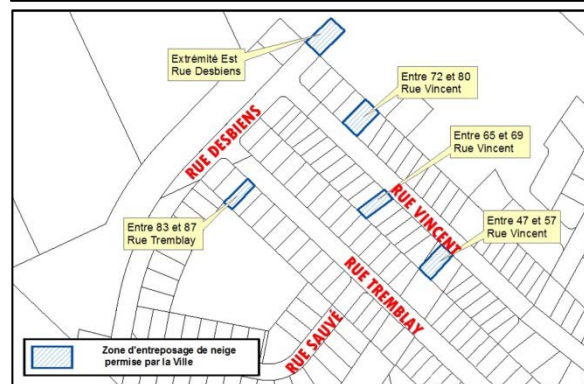 Extrémité Est
Rue Desbiens
Entre 72 et 80
Rue Vincent
Entre 65 et 69
Rue Vincent
RUE DESBIENS
RUE VINCENT
Entre 47 et 57
Rue Vincent
Entre 83 et 87
Rue Tremblay
RUE TREMBLAY
RUE SAUVÉ
Zone d'entreposage de neige
permise par la Ville